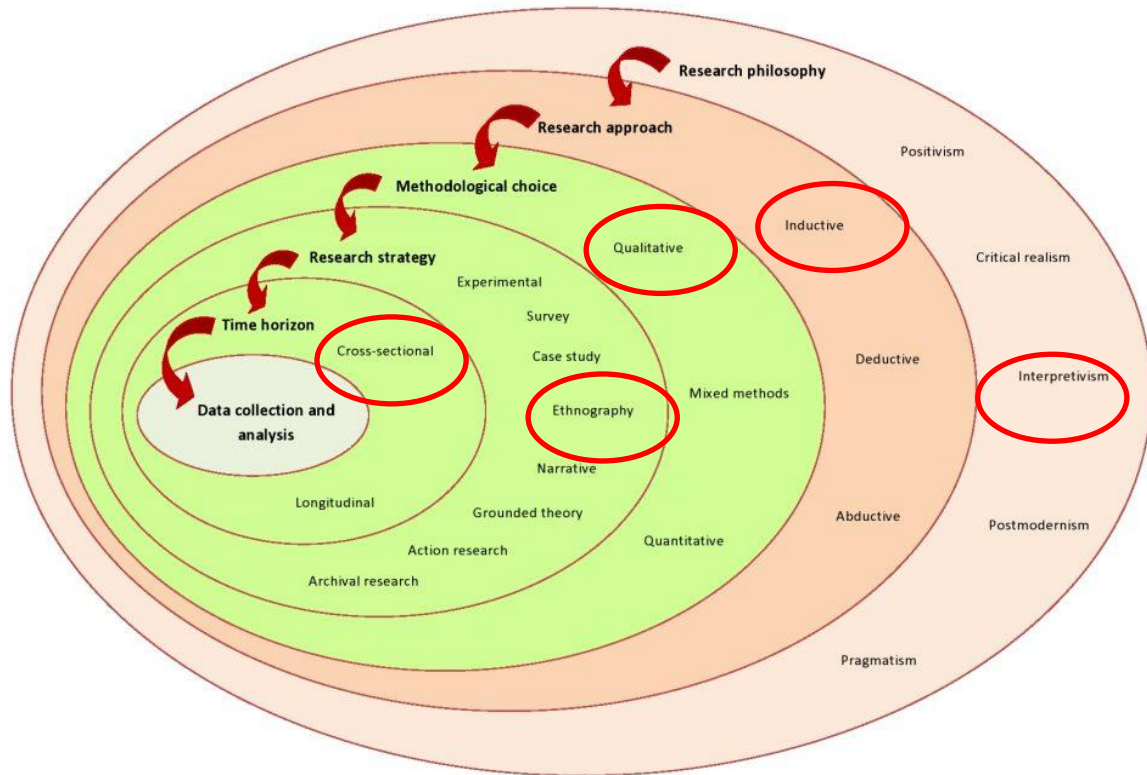 Research philosophy
Research approach
Positivism
Methodological choice
Inductive
Qualitative
Research strategy
Critical realism
Experimental
Survey
Time horizon
Cross-sectional
Case study
Deductive
Interpretivism
Mixed methods
Data collection and
analysis
Ethnography
Narrative
Longitudinal
Grounded theory
Abductive
Postmodernism
Quantitative
Action research
Archival research
Pragmatism